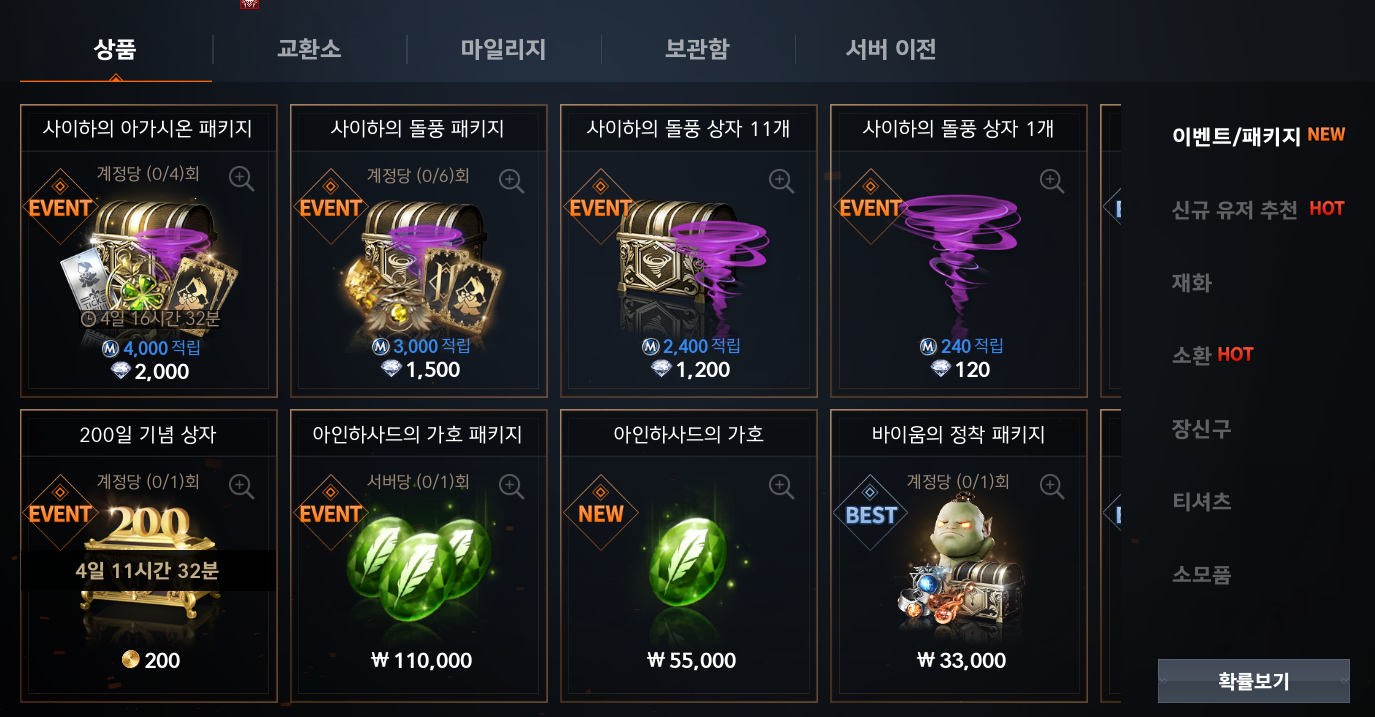 상품
교환소
마일리지
보관함
서버 이전
사이하의 아가시온 패키지
계정당 (0/4)회
EVENT
4일 16시간 32분
M 4,000 적립
2,000
사이하의 돌풍 패키지
계정당 (0/6)회
EVENT
M 3,000 적립
1,500
사이하의 돌풍 상자 11개
EVENT
M 2,400 적립
1,200
사이하의 돌풍 상자 1개
EVENT
M 240 적립
120
200일 기념 상자
계정당 (0/1)회
EVENT
200
4일 11시간 32분
200
아인하사드의 가호 패키지
서버당 (0/1)회
EVENT
₩ 110,000
아인하사드의 가호
NEW
₩ 55,000
바이움의 정착 패키지
계정당 (0/1)회
BEST
₩ 33,000
이벤트/패키지 NEW
신규 유저 추천 HOT
재화
소환 HOT
장신구
티셔츠
소모품
확률보기